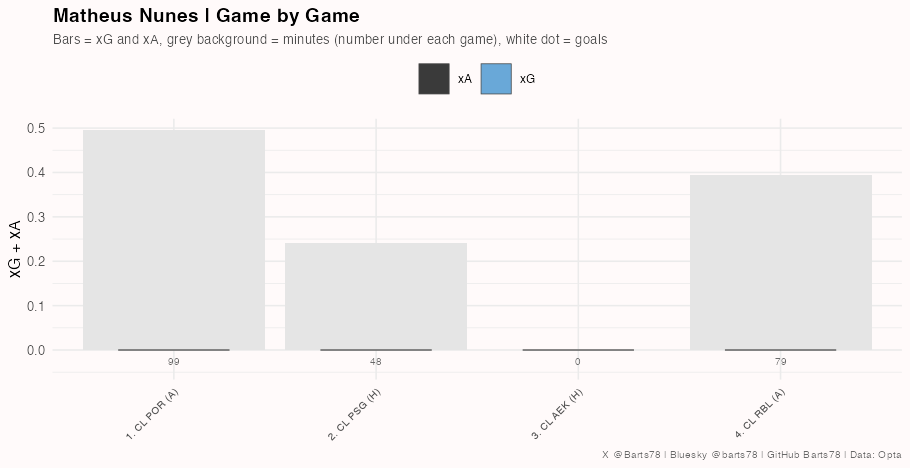 Matheus Nunes | Game by Game
Bars = xG and xA, grey background = minutes (number under each game), white dot = goals
xA xG
xG + xA
0.5
0.4
0.3
0.2
0.1
0.0
99 48 0 79
1. CL POR (A)
2. CL PSG (H)
3. CL AEK (H)
4. CL RBL (A)
X @Barts78 | Bluesky @barts78 | GitHub Barts78 | Data: Opta